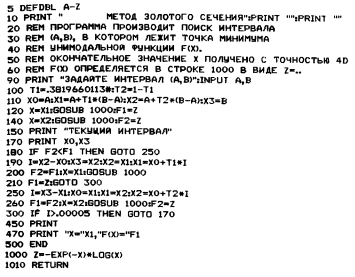 5 DEFDBL A-Z
10 PRINT " МЕТОД ЗОЛОТОГО СЕЧЕНИЯ":PRINT "":PRINT ""
20 REM ПРОГРАММА ПРОИЗВОДИТ ПОИСК ИНТЕРВАЛА
30 REM (A,B), В КОТОРОМ ЛЕЖИТ ТОЧКА МИНИМУМА
40 REM УНИМОДАЛЬНОЙ ФУНКЦИИ F(X).
50 REM ОКОНЧАТЕЛЬНОЕ ЗНАЧЕНИЕ X ПОЛУЧЕНО С ТОЧНОСТЬЮ 4D
60 REM F(X) ОПРЕДЕЛЯЕТСЯ В СТРОКЕ 1000 В ВИДЕ Z=..
90 PRINT "ЗАДАЙТЕ ИНТЕРВАЛ (A,B)":INPUT A,B
100 T1=.3819660113#:T2=1-T1
110 X0=A:X1=A+T1*(B-A):X2=A+T2*(B-A):X3=B
120 X=X1:GOSUB 1000:F1=Z
140 X=X2:GOSUB 1000:F2=Z
150 PRINT "ТЕКУЩИЙ ИНТЕРВАЛ"
170 PRINT X0,X3
180 IF F2<F1 THEN GOTO 250
190 I=X2-X0:X3=X2:X2=X1:X1=X0+T1*I
200 F2=F1:X=X1:GOSUB 1000
210 F1=Z:GOTO 300
250 I=X3-X1:X0=X1:X1=X2:X2=X0+T2*I
260 F1=F2:X=X2:GOSUB 1000:F2=Z
300 IF I>.00005 THEN GOTO 170
450 PRINT
470 PRINT "X="X1,"F(X)="F1
500 END
1000 Z=-EXP(-X)*LOG(X)
1010 RETURN